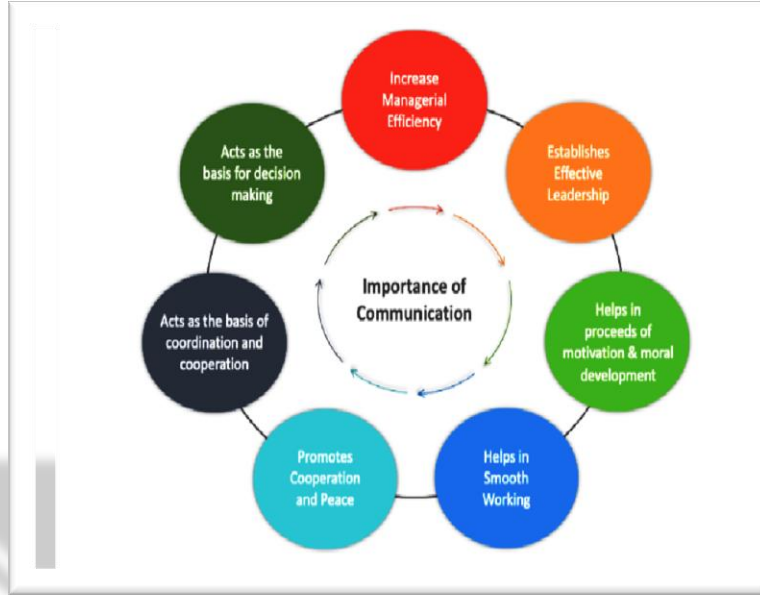 Increase
Managerial
Efficiency
Establishes
Effective
Leadership
Helps in
proceeds of
motivation & moral
development
Helps in
Smooth
Working
Promotes
Cooperation
and Peace
Acts as the basis of
coordination and
cooperation
Acts as the
basis for decision
making
Importance of
Communication